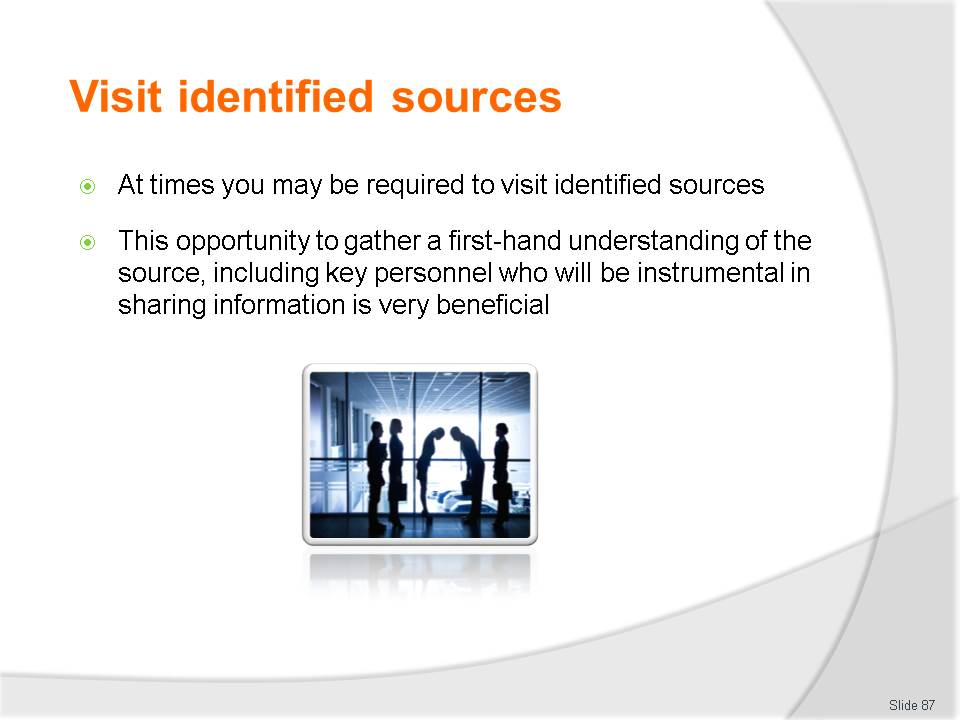 Visit identified sources
At times you may be required to visit identified sources
This opportunity to gather a first-hand understanding of the
source, including key personnel who will be instrumental in
sharing information is very beneficial
Slide 87